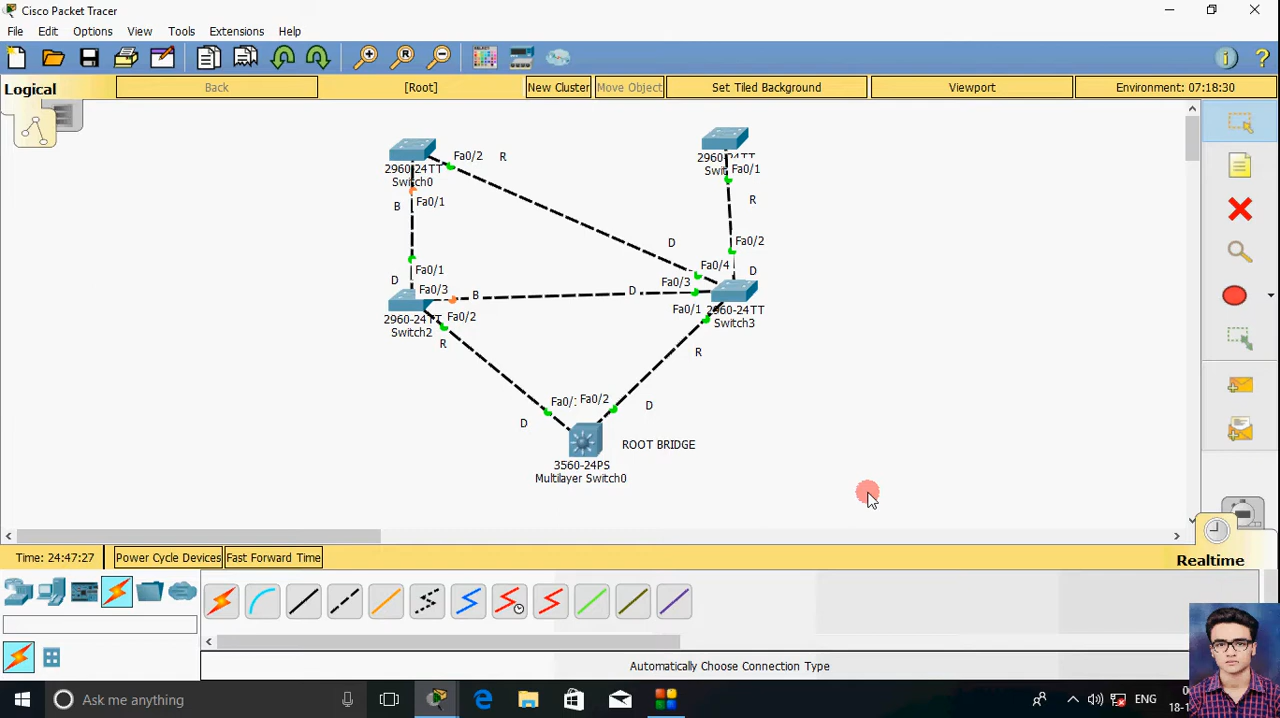 Cisco Packet Tracer
File Edit Options View Tools Extensions Help
Logical
Back
[Root]
New Cluster
Move Object
Set Tiled Background
Viewport
Environment: 07:18:30
Fa0/2 R
2960-24TT
Switch0
B Fa0/1
2960-24TT
Fa0/1
R
Fa0/2
D
Fa0/4
D
Fa0/1
D
Fa0/3
Fa0/3
B
D
2960-24TT
Switch2
Fa0/2
R
Fa0/1
2960-24TT
Switch3
R
Fa0/2
D
D
ROOT BRIDGE
3560-24PS
Multilayer Switch0
Time: 24:47:27
Power Cycle Devices
Fast Forward Time
Realtime
Automatically Choose Connection Type
Ask me anything
ENG